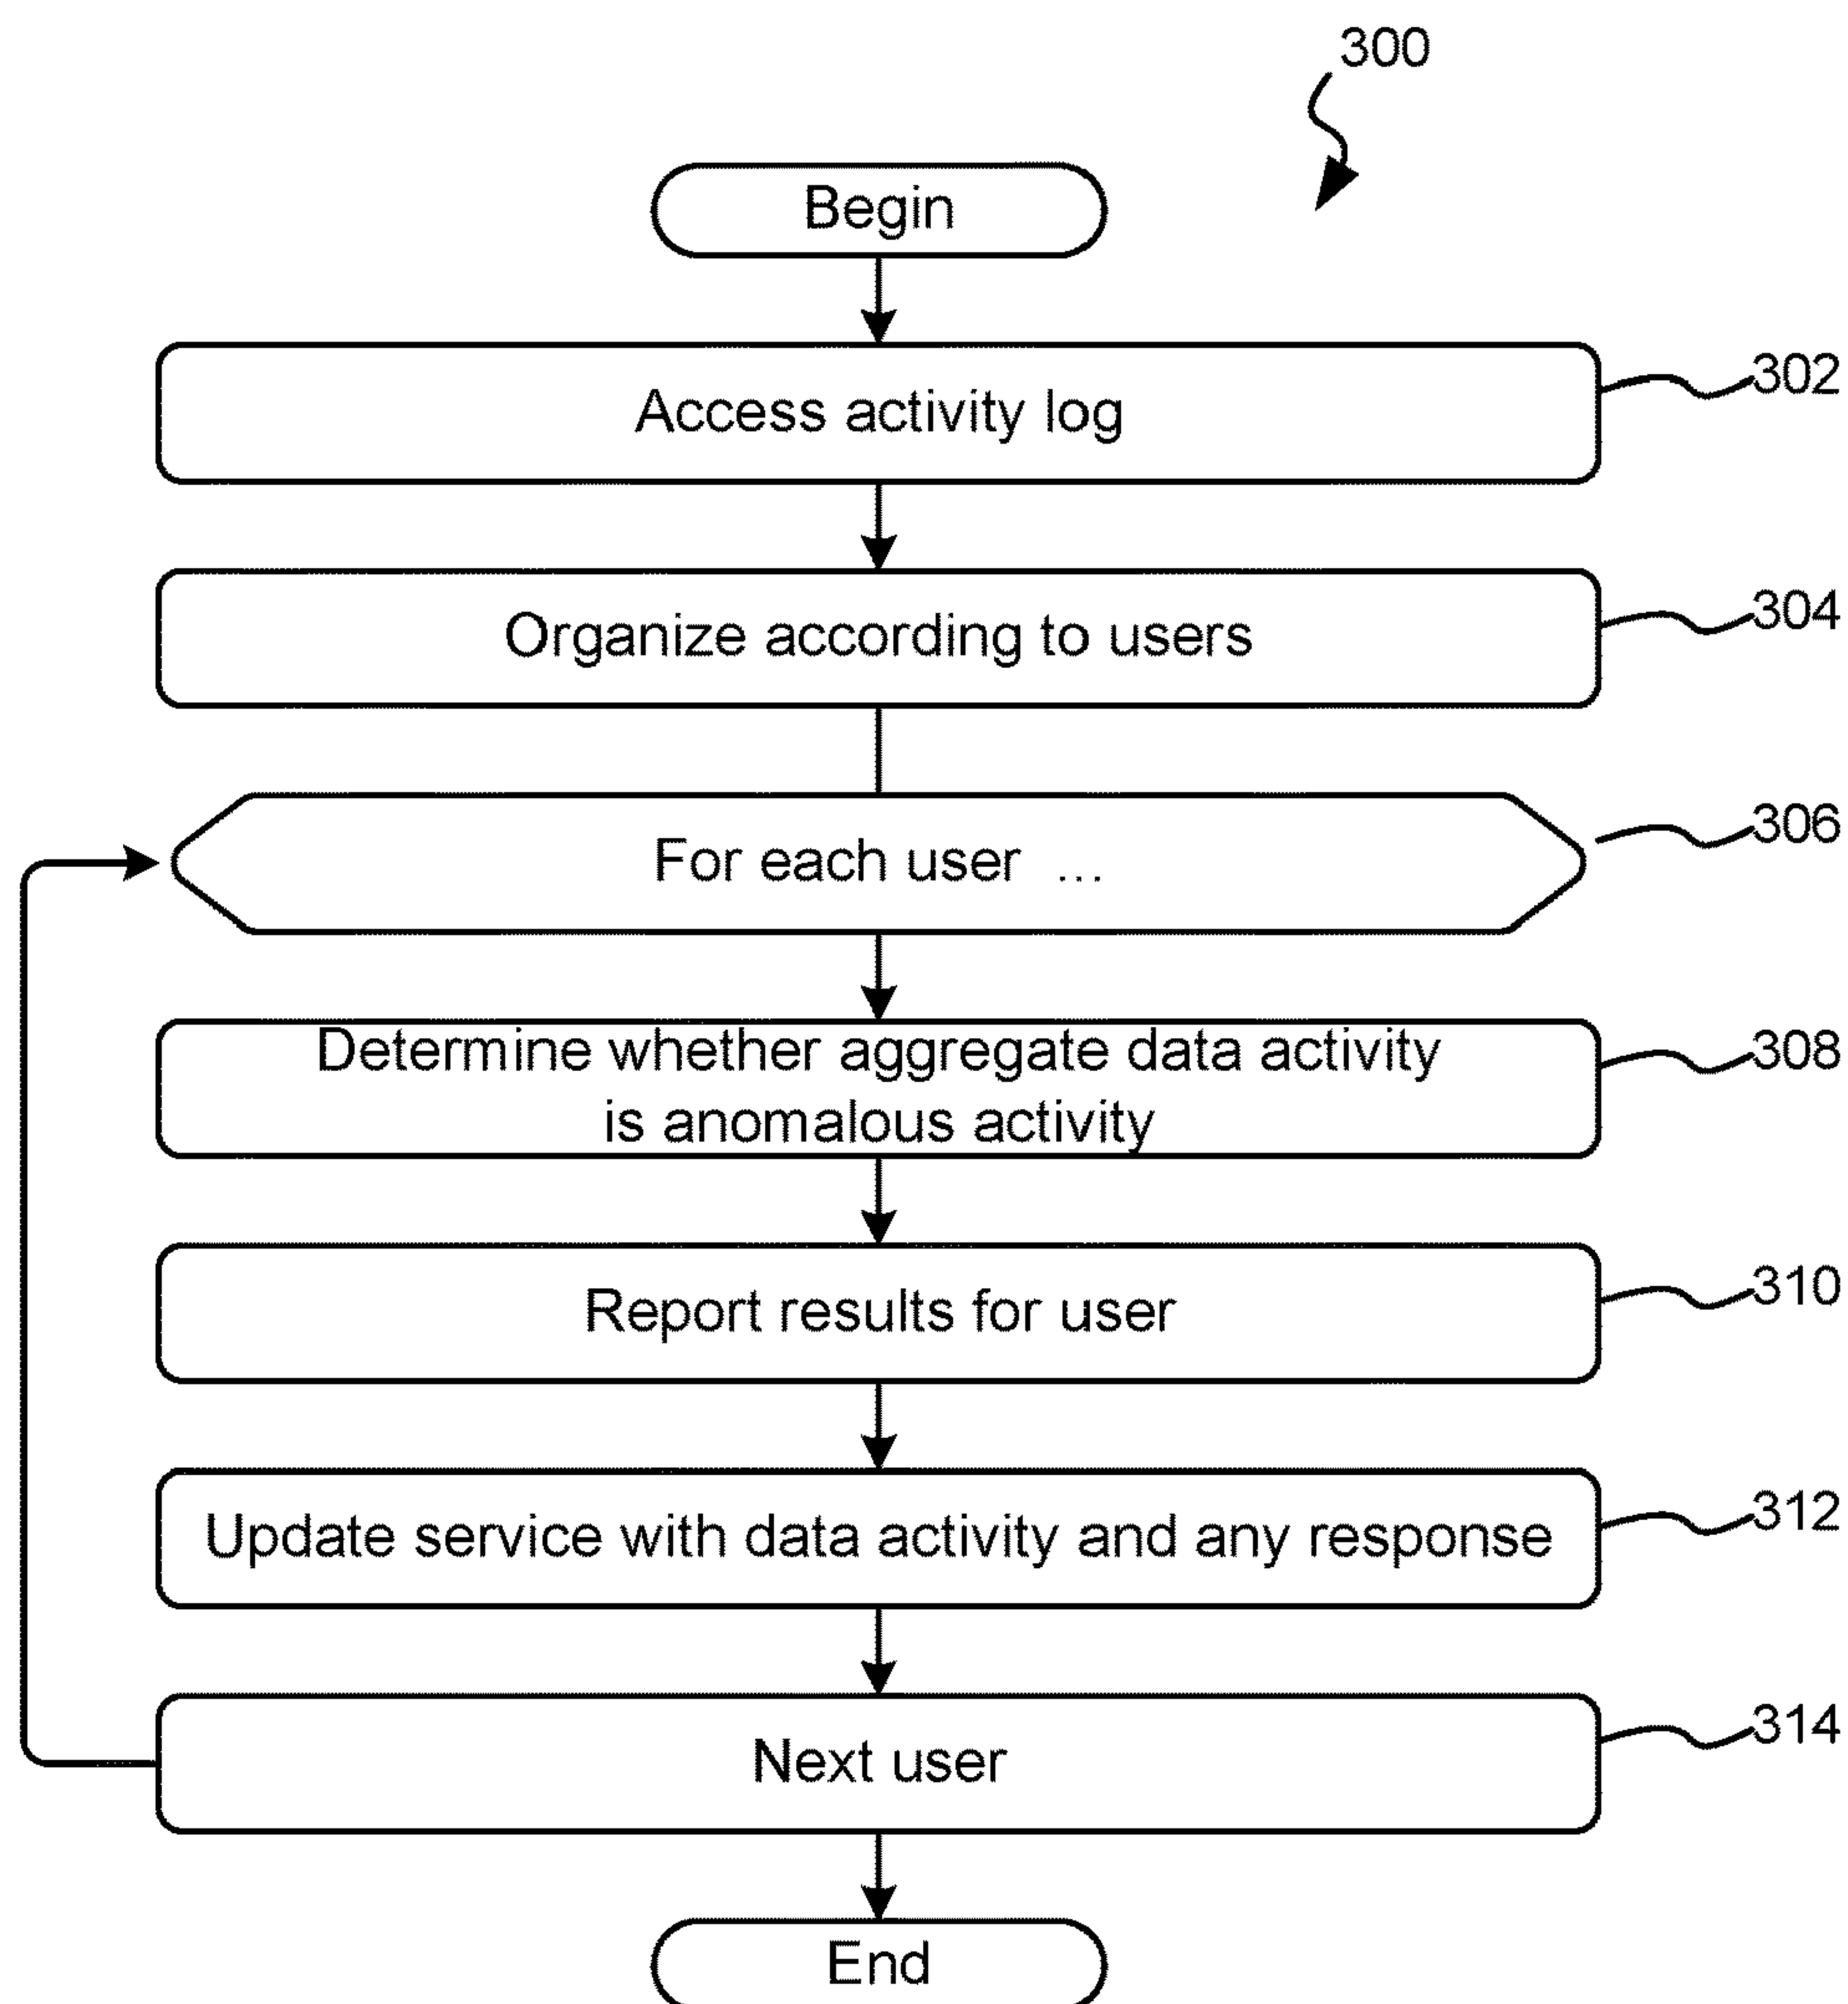 300
Begin
Access activity log
302
Organize according to users
304
For each user ...
306
Determine whether aggregate data activity
is anomalous activity
308
Report results for user
310
Update service with data activity and any response
312
Next user
314
End